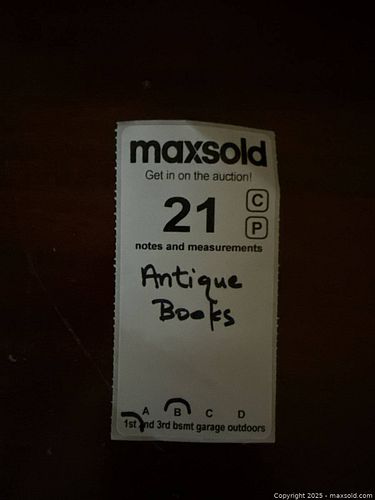 maxsold
Get in on the auction!
21
C
P
notes and measurements
Antique
Books
A B C D
1st 2nd 3rd bsmt garage outdoors
Copyright 2025 - maxsold.com